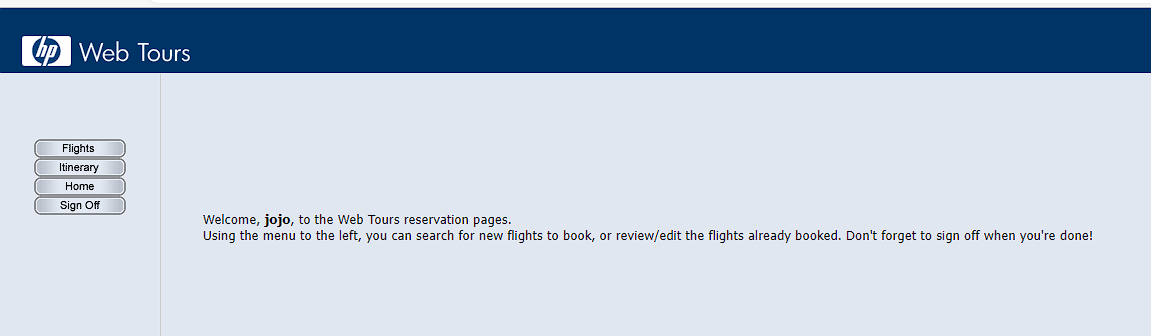 hp Web Tours
Flights
Itinerary
Home
Sign Off
Welcome, jojo, to the Web Tours reservation pages.
Using the menu to the left, you can search for new flights to book, or review/edit the flights already booked. Don't forget to sign off when you're done!